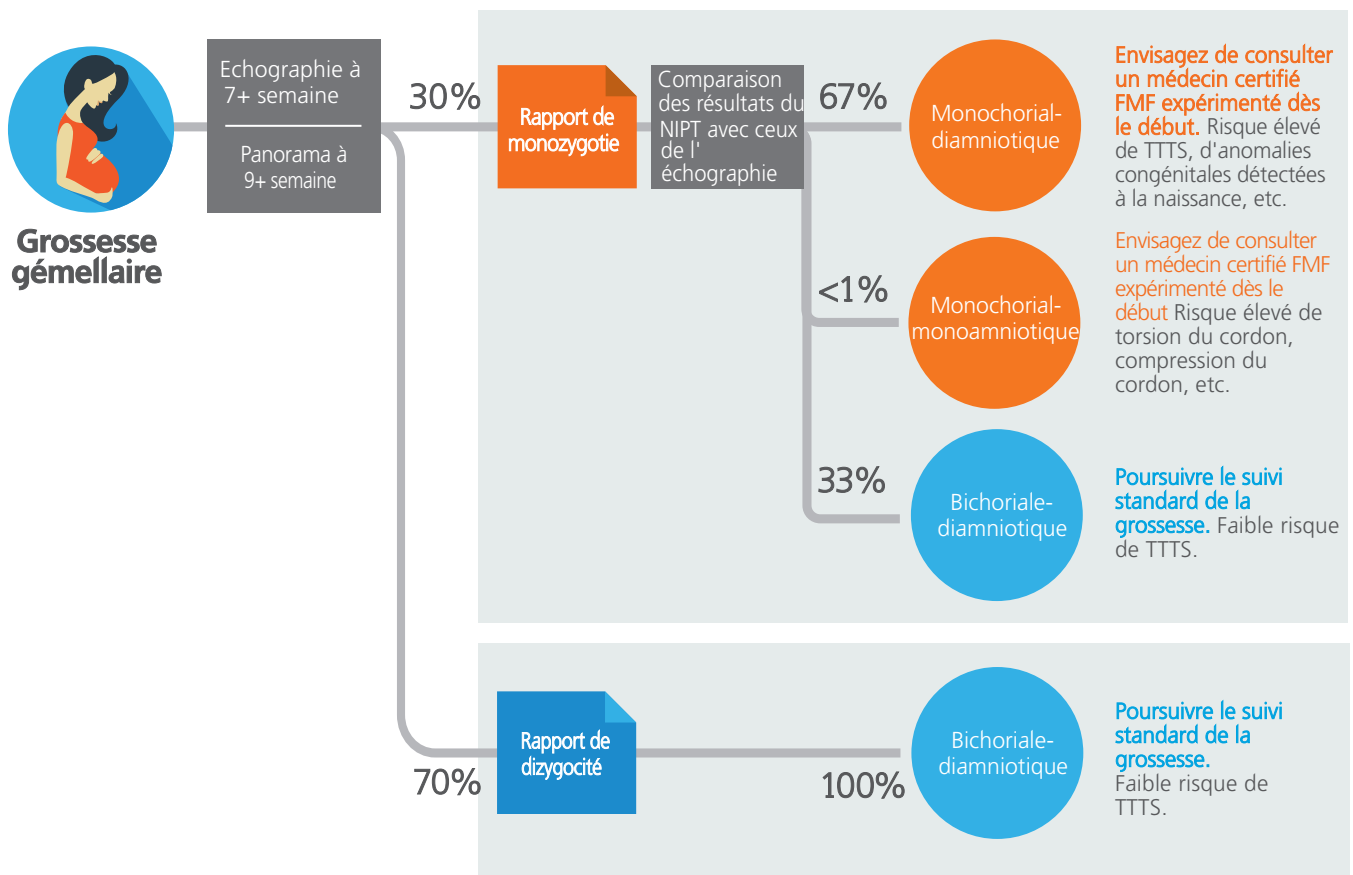 Grossesse
gémellaire
Echographie à
7+ semaine
Panorama à
9+ semaine
30%
Rapport de
monozygotie
Comparaison
des résultats du
NIPT avec ceux
de l'
échographie
67%
Monochorial-
diamniotique
Envisagez de consulter
un médecin certifié
FMF expérimenté dès
le début. Risque élevé
de TTTS, d'anomalies
congénitales détectées
à la naissance, etc.
<1%
Monochorial-
monoamniotique
Envisagez de consulter
un médecin certifié FMF
expérimenté dès le
début Risque élevé de
torsion du cordon,
compression du
cordon, etc.
33%
Bichoriale-
diamniotique
Poursuivre le suivi
standard de la
grossesse. Faible risque
de TTTS.
70%
Rapport de
dizygocité
100%
Bichoriale-
diamniotique
Poursuivre le suivi
standard de la
grossesse.
Faible risque de
TTTS.